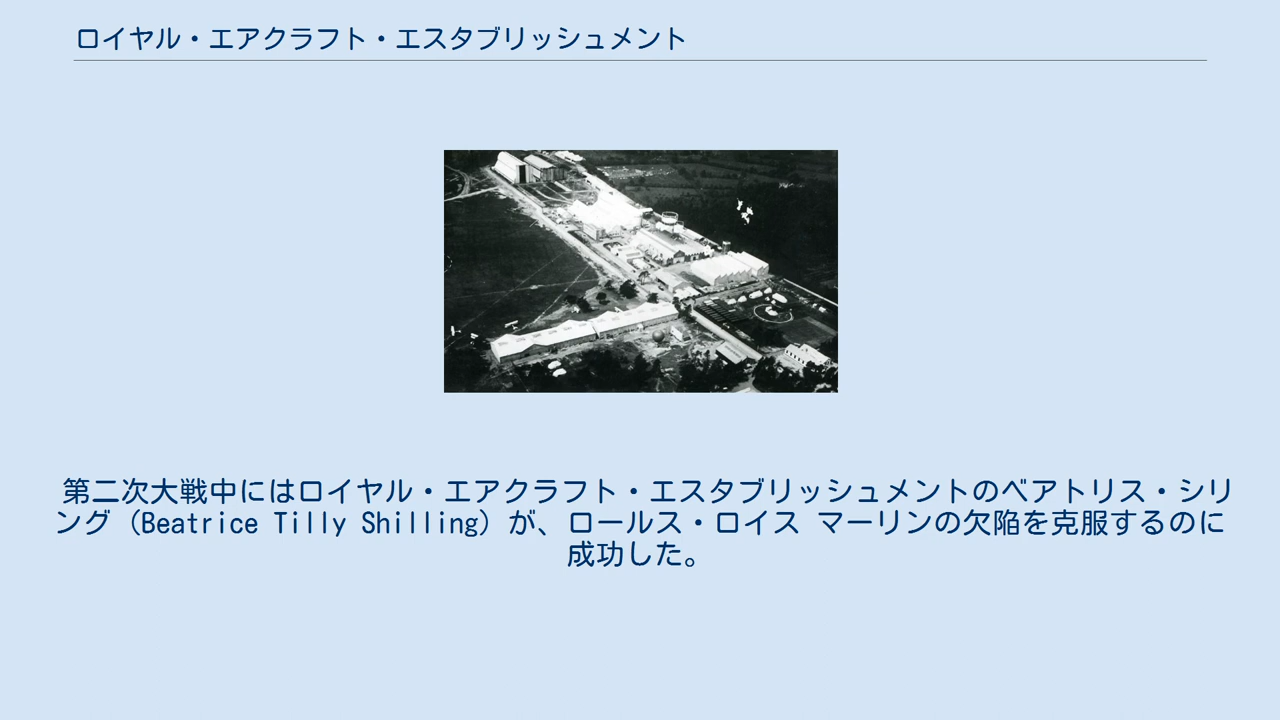 ロイヤル・エアクラフト・エスタブリッシュメント
第二次大戦中にはロイヤル・エアクラフト・エスタブリッシュメントのベアトリス・シリ
ング（Beatrice Tilly Shilling）が、ロールス・ロイス マーリンの欠陥を克服するのに
成功した。